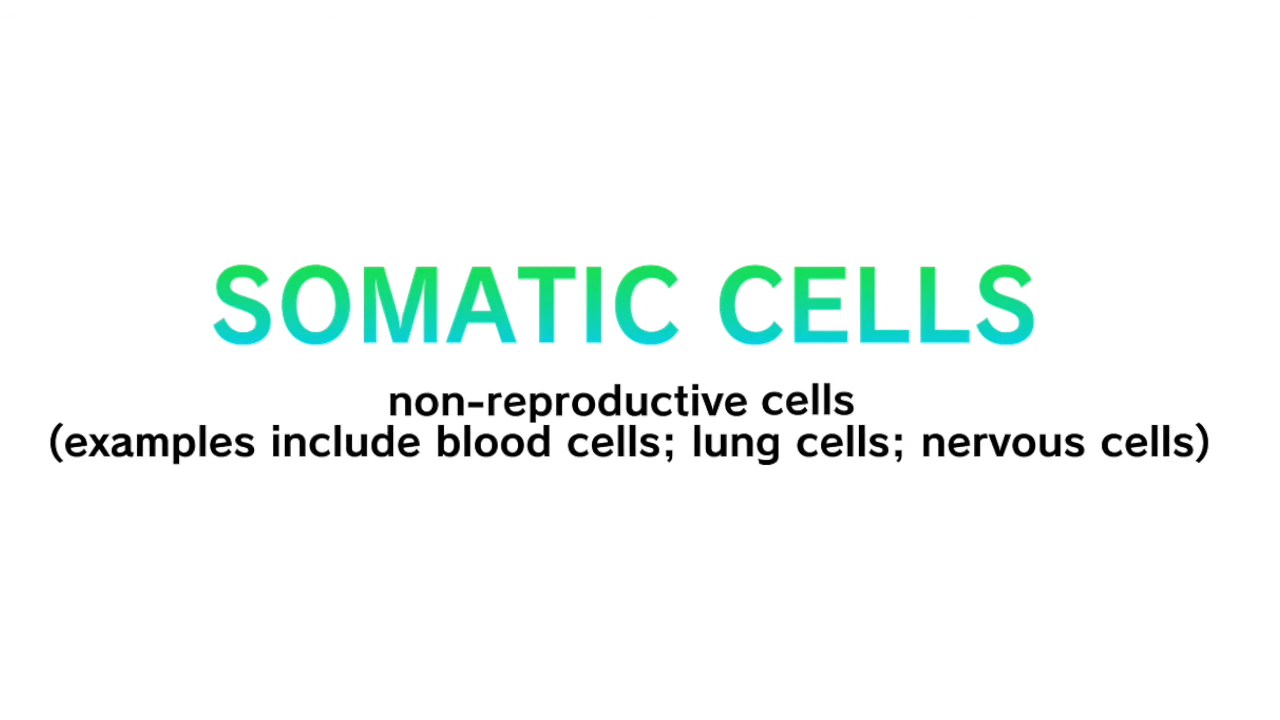 SOMATIC CELLS
non-reproductive cells
(examples include blood cells; lung cells; nervous cells)